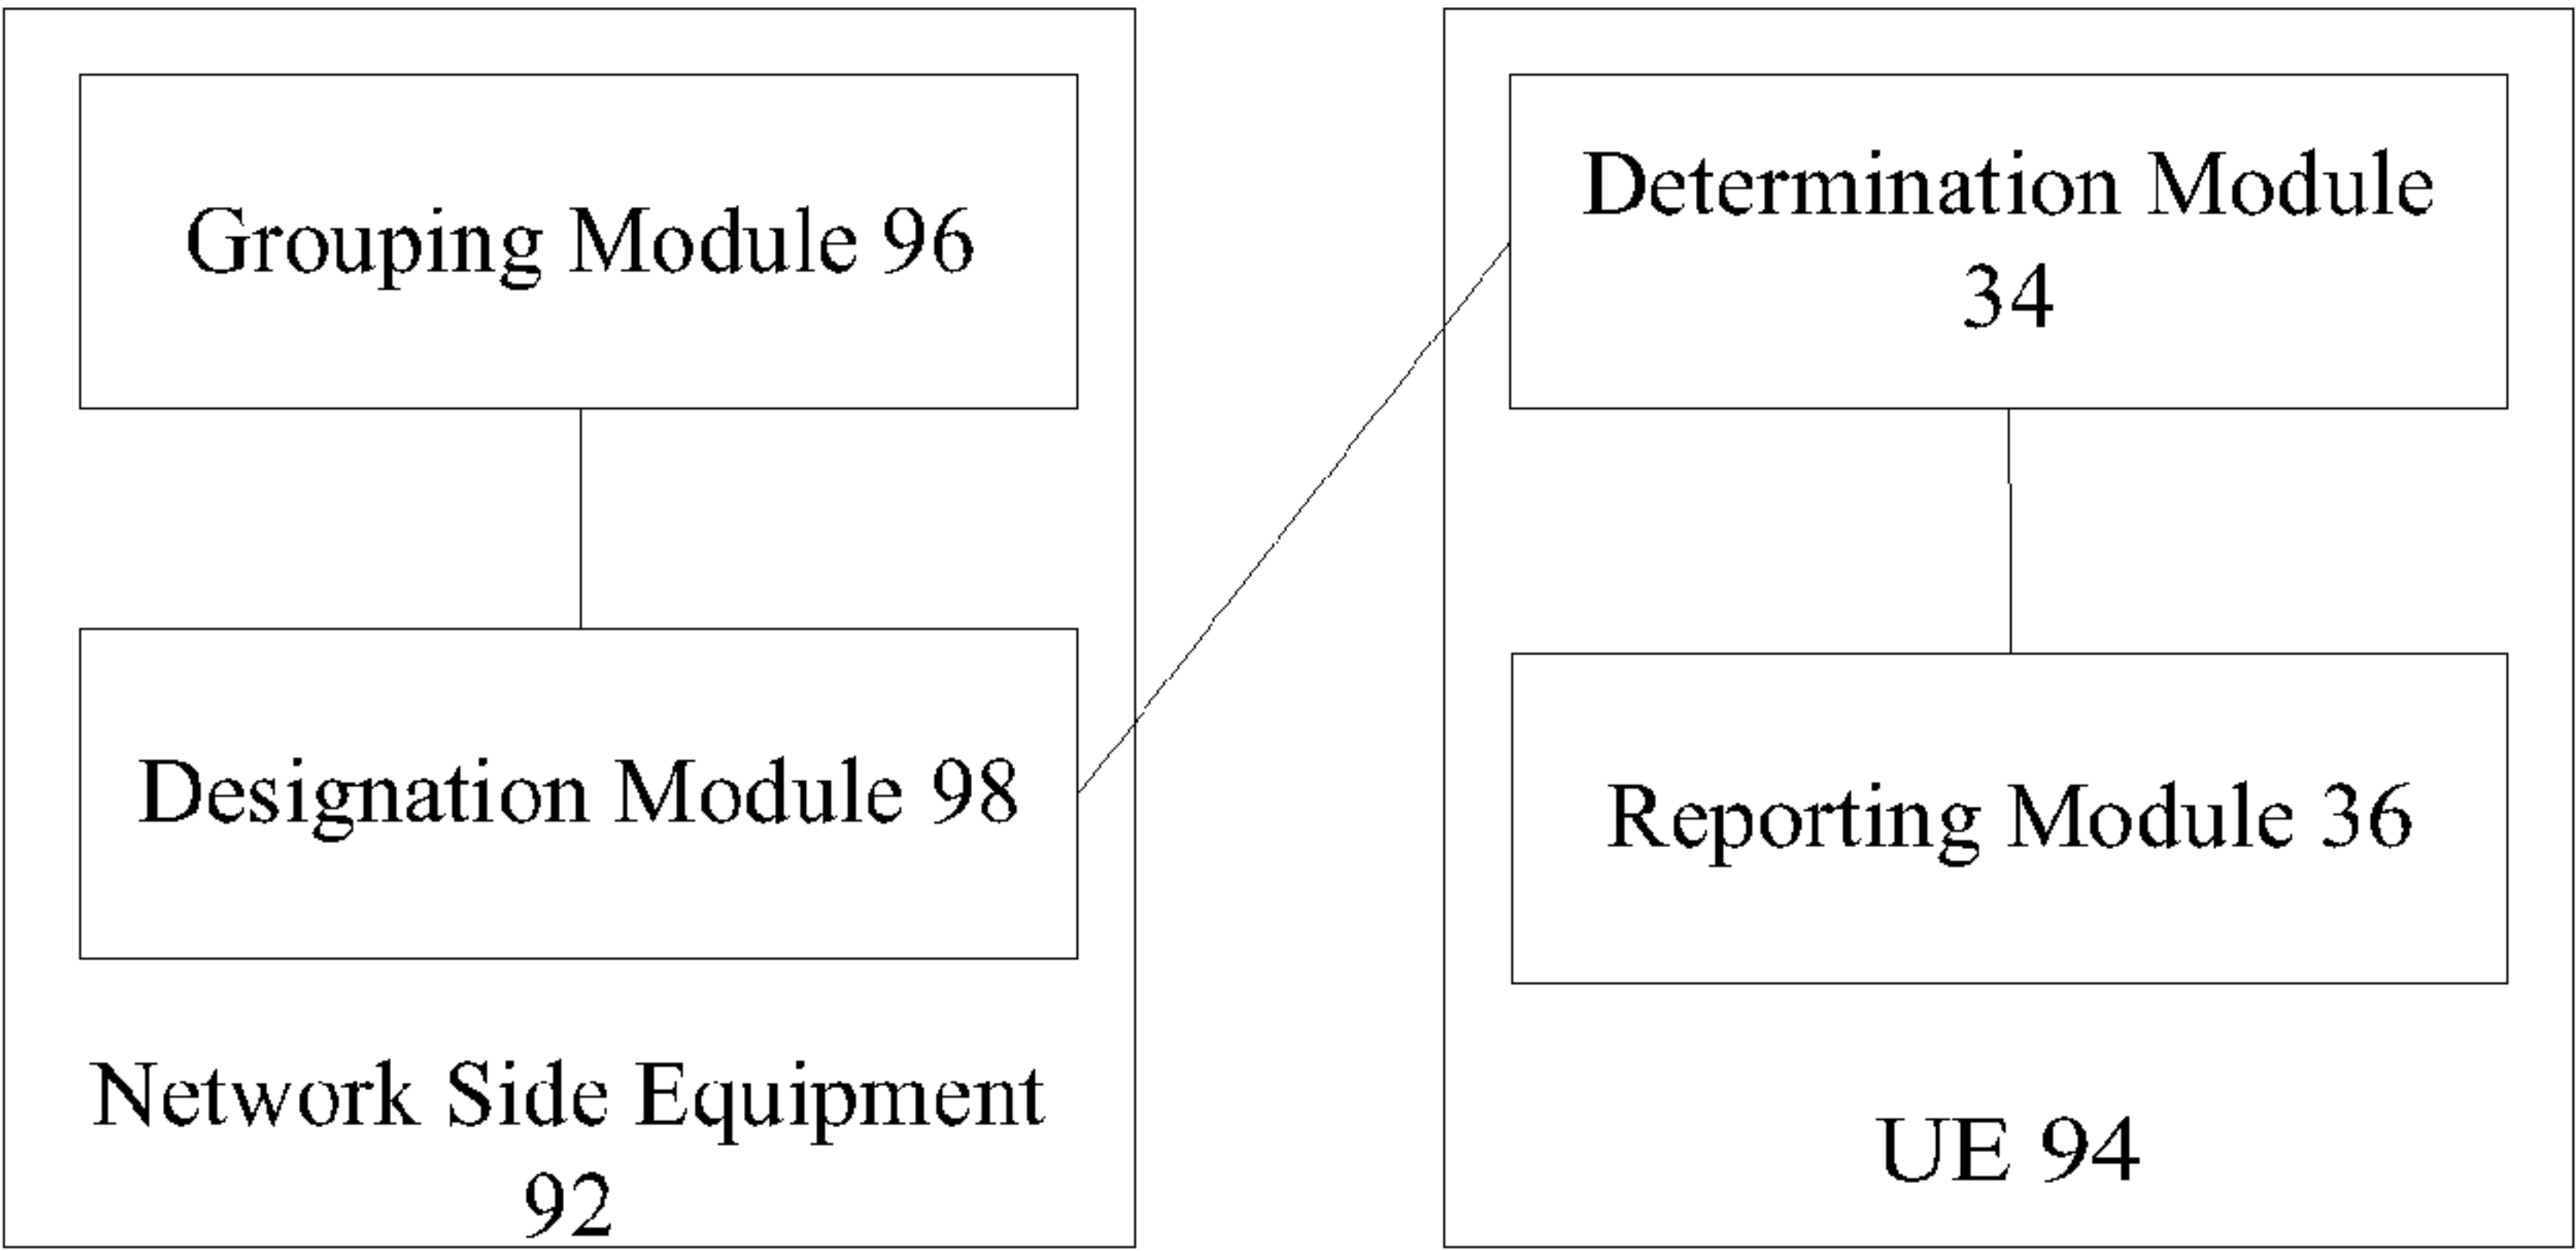 Grouping Module 96
Designation Module 98
Network Side Equipment
92
Determination Module
34
Reporting Module 36
UE 94